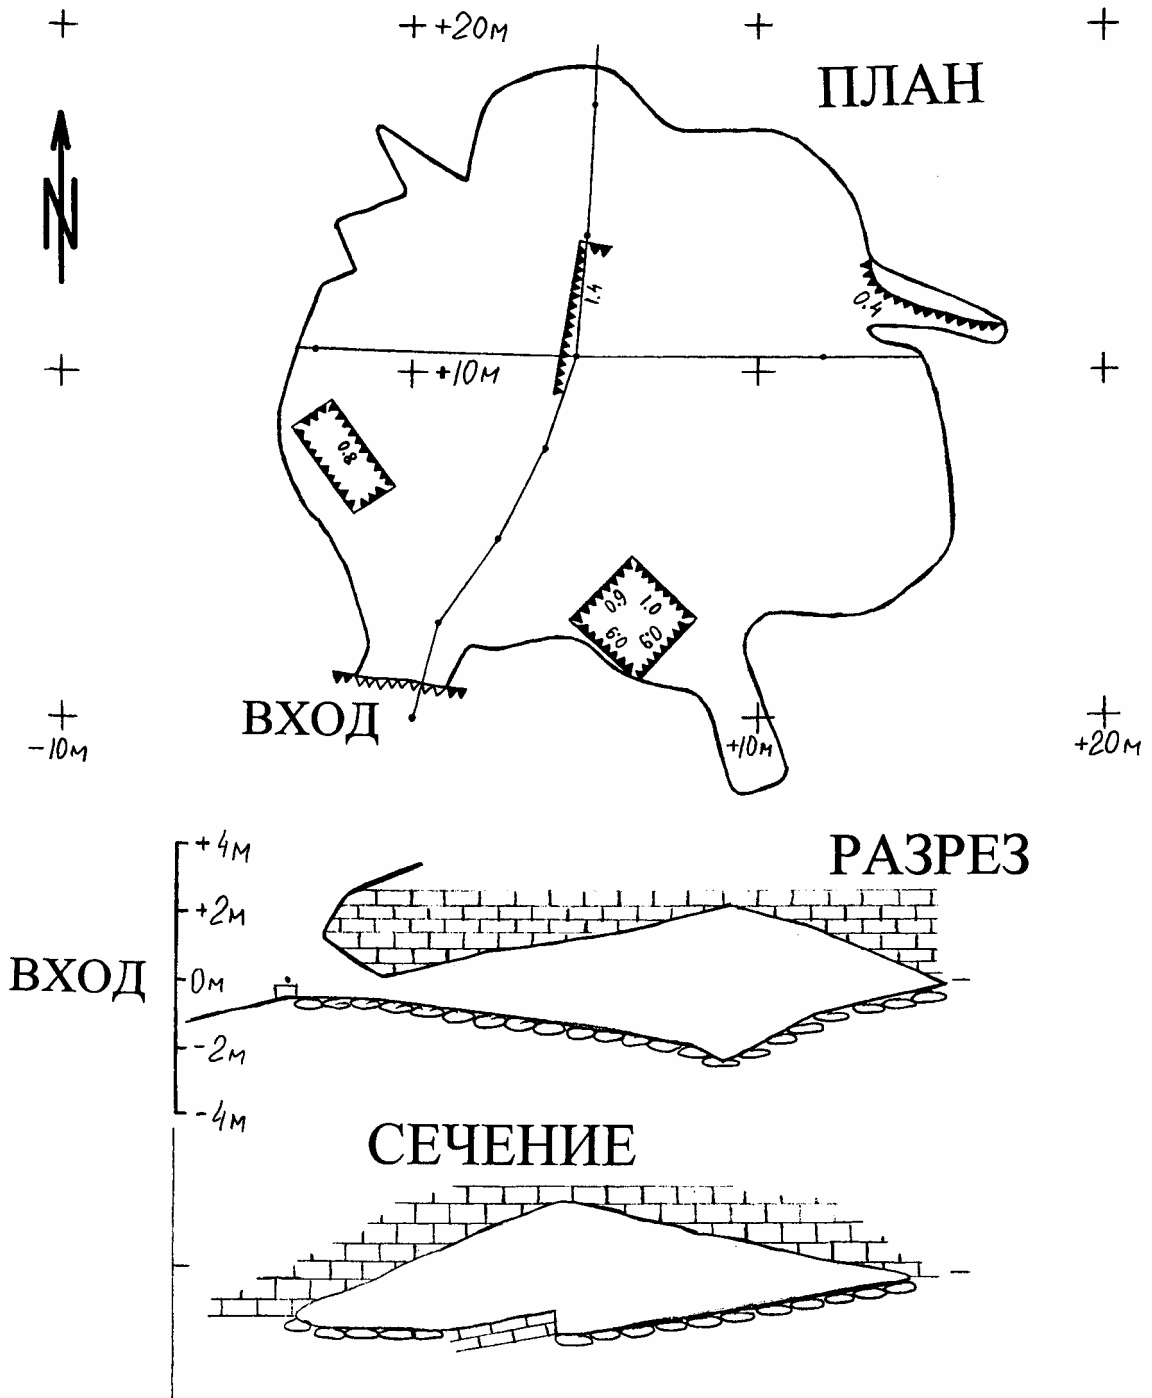 +20м
ПЛАН
N
1.4
0.4
+10м
0.8
0.9
1.0
0.9
0.9
ВХОД
-10м
+10м
+20м
+4м
РАЗРЕЗ
+2м
ВХОД
0м
-2м
-4м
СЕЧЕНИЕ